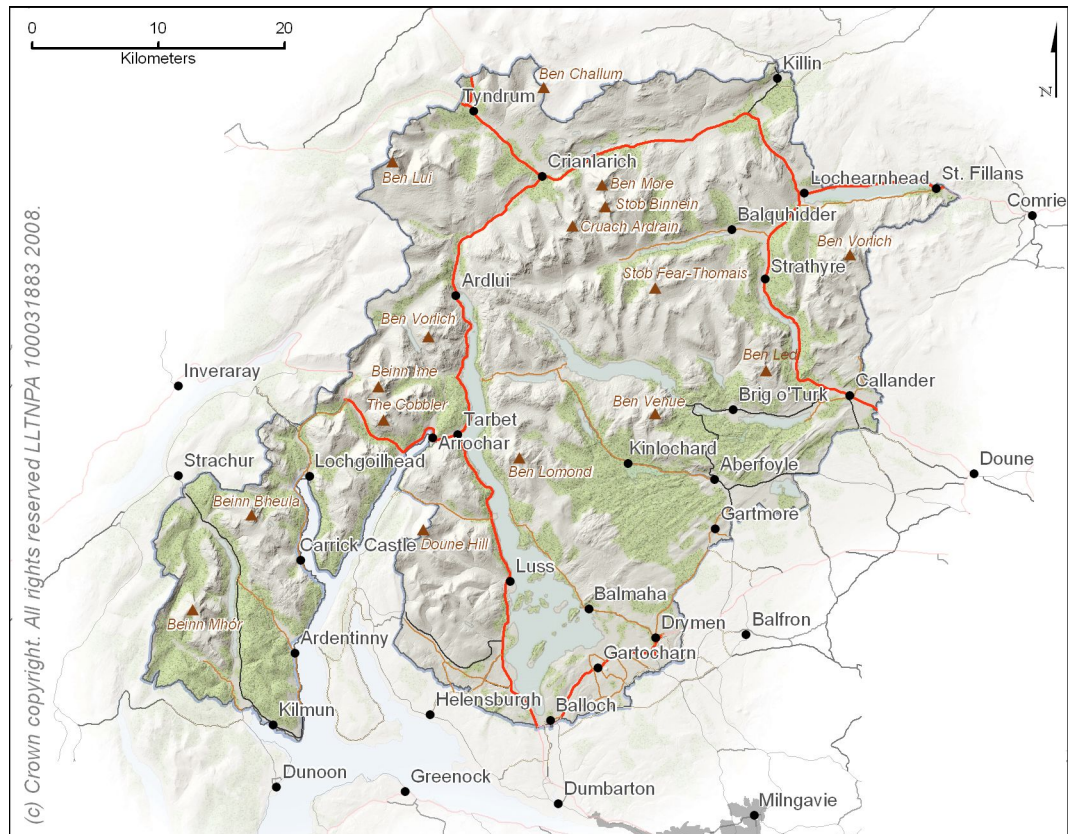 0 10 20
Kilometers
N
Killin
Ben Challum
Tyndrum
Crianlarich
Ben Lui
Ben More
Lochearnhead
St. Fillans
Stob Binnein
Comrie
Cruach Ardrain
Balquhidder
Ben Vorlich
Stob Fear-Thomais
Strathyre
Ardlui
Ben Vorlich
Inveraray
Beinn Ime
Ben Led
Callander
The Cobbler
Ben Venue
Brig o'Turk
Tarbet
Arrochar
Strachur
Lochgoilhead
Ben Lomond
Kinlochard
Aberfoyle
Doune
Beinn Bheula
Gartmore
Doune Hill
Carrick Castle
Luss
Balmaha
Beinn Mhór
Drymen
Balfron
Ardentinny
Gartocharn
Helensburgh
Balloch
Kilmun
Dunoon
Greenock
Dumbarton
Milngavie
(c) Crown copyright. All rights reserved LLTNPA 100031883 2008.